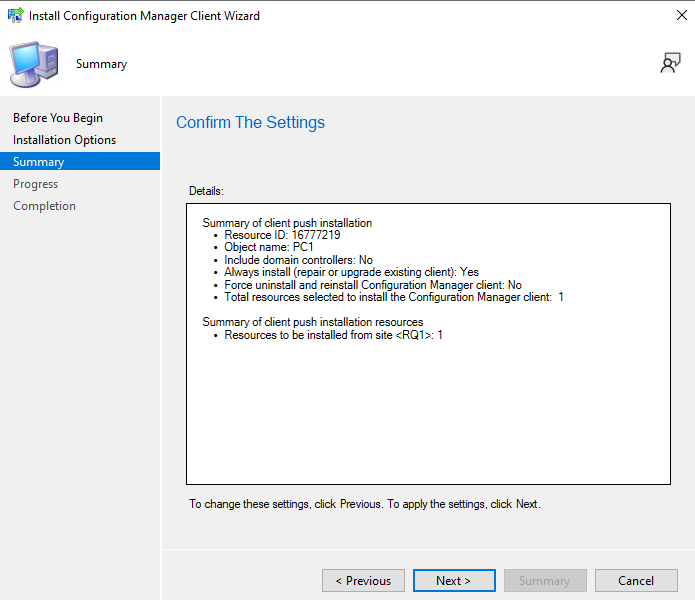 Install Configuration Manager Client Wizard
Summary
Before You Begin
Installation Options
Summary
Progress
Completion
Confirm The Settings
Details:
Summary of client push installation
• Resource ID: 16777219
• Object name: PC1
• Include domain controllers: No
• Always install (repair or upgrade existing client): Yes
• Force uninstall and reinstall Configuration Manager client: No
• Total resources selected to install the Configuration Manager client:  1
Summary of client push installation resources
• Resources to be installed from site <RQ1>: 1
To change these settings, click Previous. To apply the settings, click Next.
< Previous
Next >
Summary
Cancel